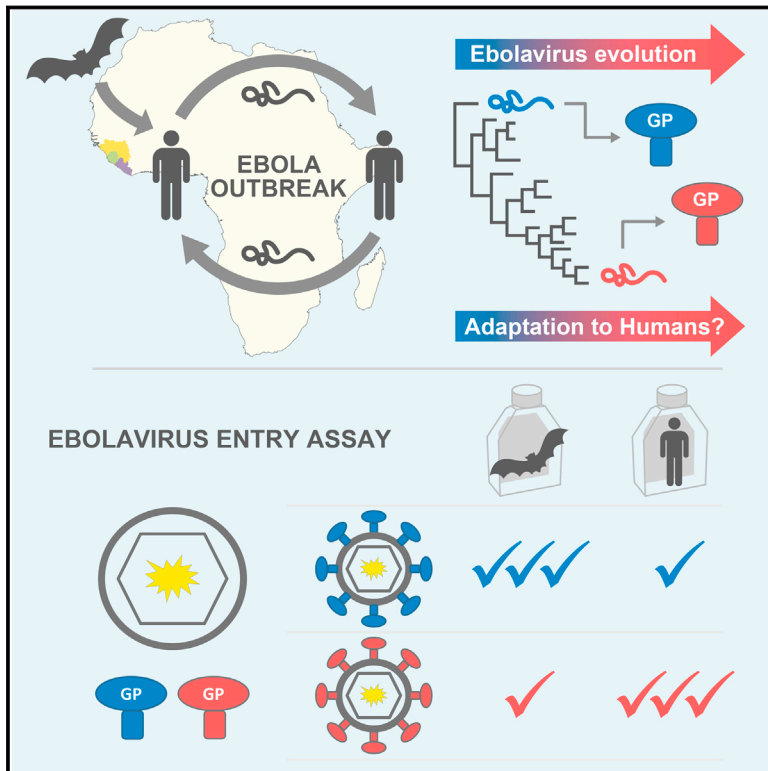 EBOLA
OUTBREAK
Ebolavirus evolution
GP
GP
Adaptation to Humans?
EBOLAVIRUS ENTRY ASSAY
GP
GP